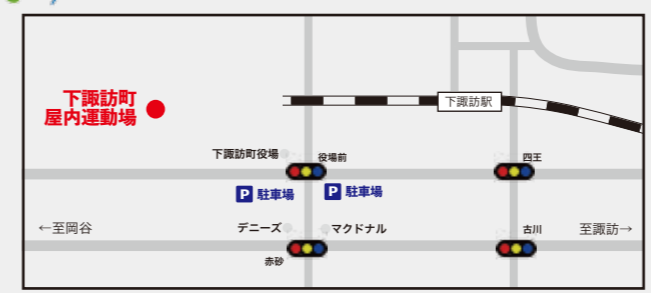 下諏訪町
屋内運動場
下諏訪駅
下諏訪町役場
役場前
四王
P 駐車場
P 駐車場
←至岡谷
デニーズ
マクドナル
古川
至諏訪→
赤砂